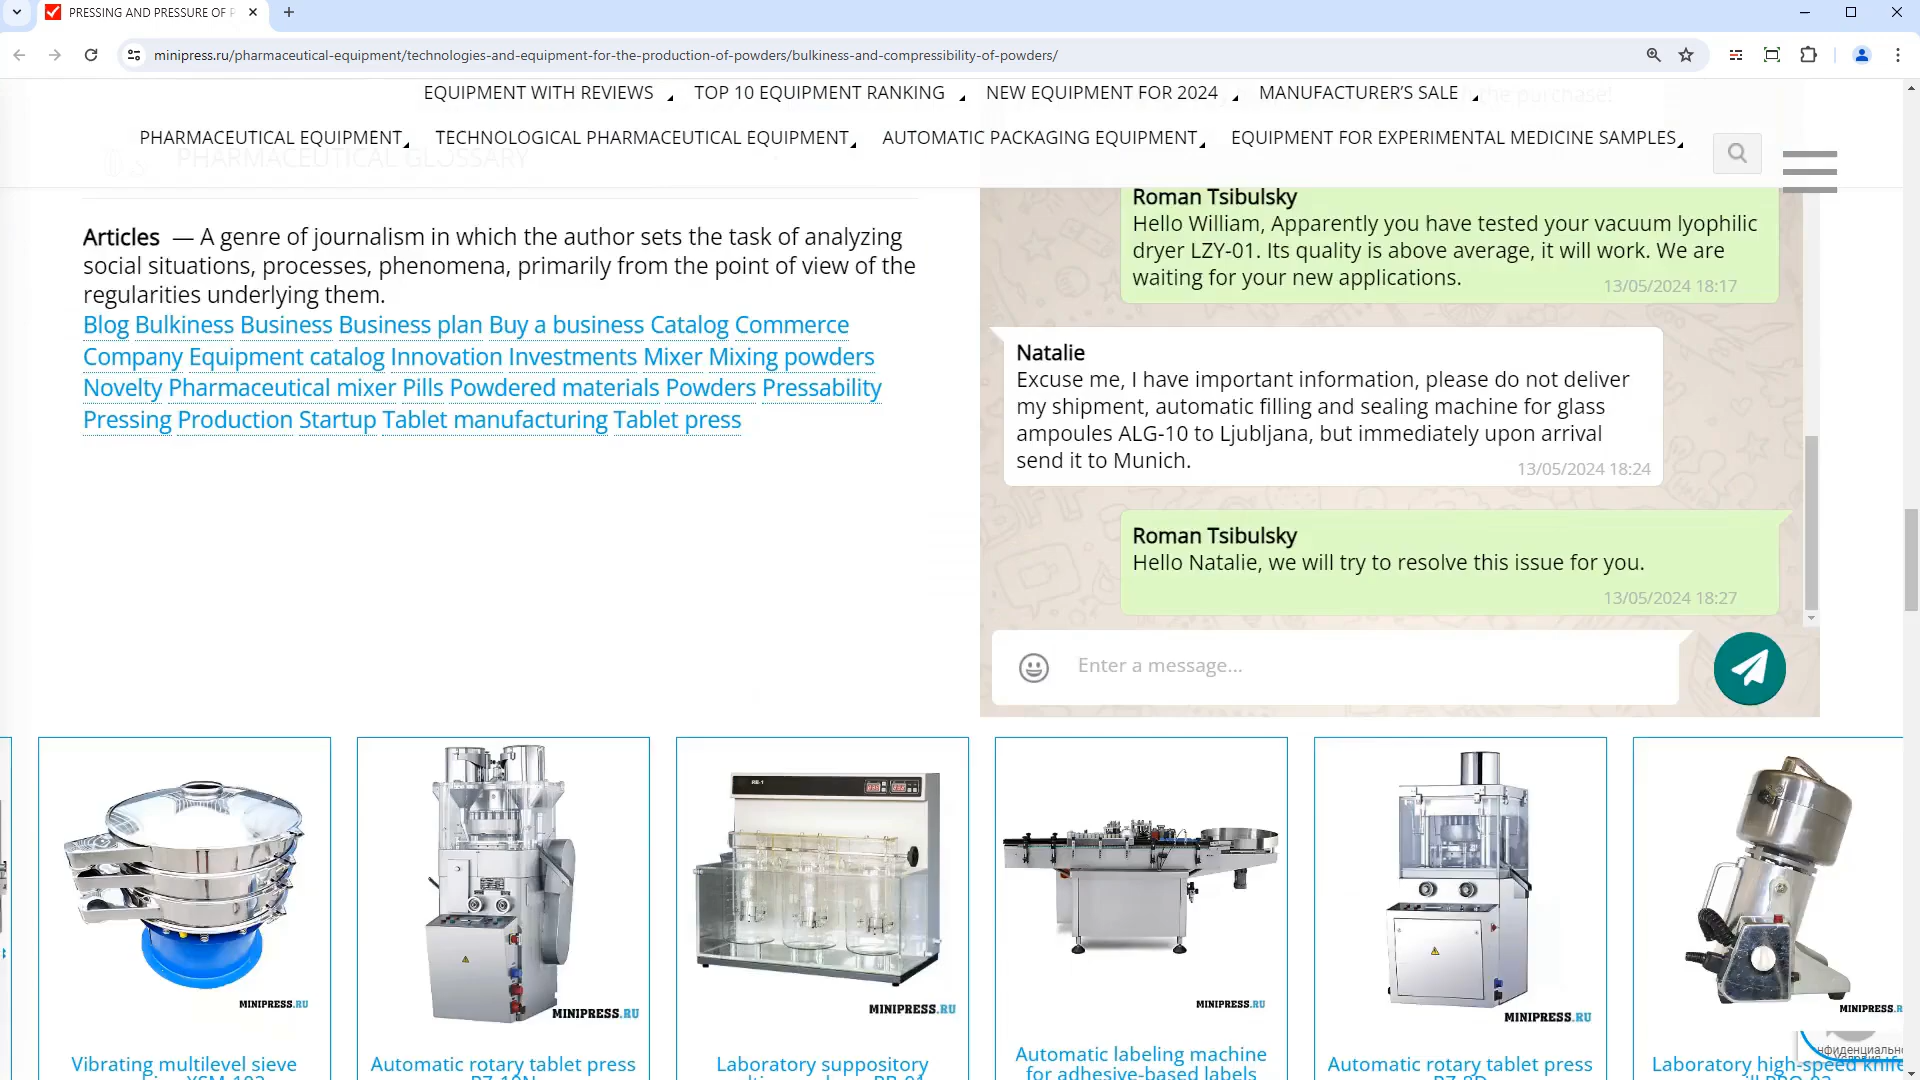 PRESSING AND PRESSURE OF P
minipress.ru/pharmaceutical-equipment/technologies-and-equipment-for-the-production-of-powders/bulkiness-and-compressibility-of-powders/
EQUIPMENT WITH REVIEWS TOP 10 EQUIPMENT RANKING NEW EQUIPMENT FOR 2024 MANUFACTURER’S SALE
PHARMACEUTICAL EQUIPMENT TECHNOLOGICAL PHARMACEUTICAL EQUIPMENT AUTOMATIC PACKAGING EQUIPMENT EQUIPMENT FOR EXPERIMENTAL MEDICINE SAMPLES
PHARMACEUTICAL GLOSSARY
the purchase!
Articles — A genre of journalism in which the author sets the task of analyzing
social situations, processes, phenomena, primarily from the point of view of the
regularities underlying them.
Blog Bulkiness Business Business plan Buy a business Catalog Commerce
Company Equipment catalog Innovation Investments Mixer Mixing powders
Novelty Pharmaceutical mixer Pills Powdered materials Powders Pressability
Pressing Production Startup Tablet manufacturing Tablet press
Roman Tsibulsky
Hello William, Apparently you have tested your vacuum lyophilic
dryer LZY-01. Its quality is above average, it will work. We are
waiting for your new applications.
13/05/2024 18:17
Natalie
Excuse me, I have important information, please do not deliver
my shipment, automatic filling and sealing machine for glass
ampoules ALG-10 to Ljubljana, but immediately upon arrival
send it to Munich.
13/05/2024 18:24
Roman Tsibulsky
Hello Natalie, we will try to resolve this issue for you.
13/05/2024 18:27
Enter a message...
RB-1
MINIPRESS.RU
MINIPRESS.RU
MINIPRESS.RU
MINIPRESS.RU
MINIPRESS.RU
MINIPRESS.R
Vibrating multilevel sieve
Automatic rotary tablet press
Laboratory suppository
Automatic labeling machine
for adhesive-based labels
Automatic rotary tablet press
Laboratory high-speed knife